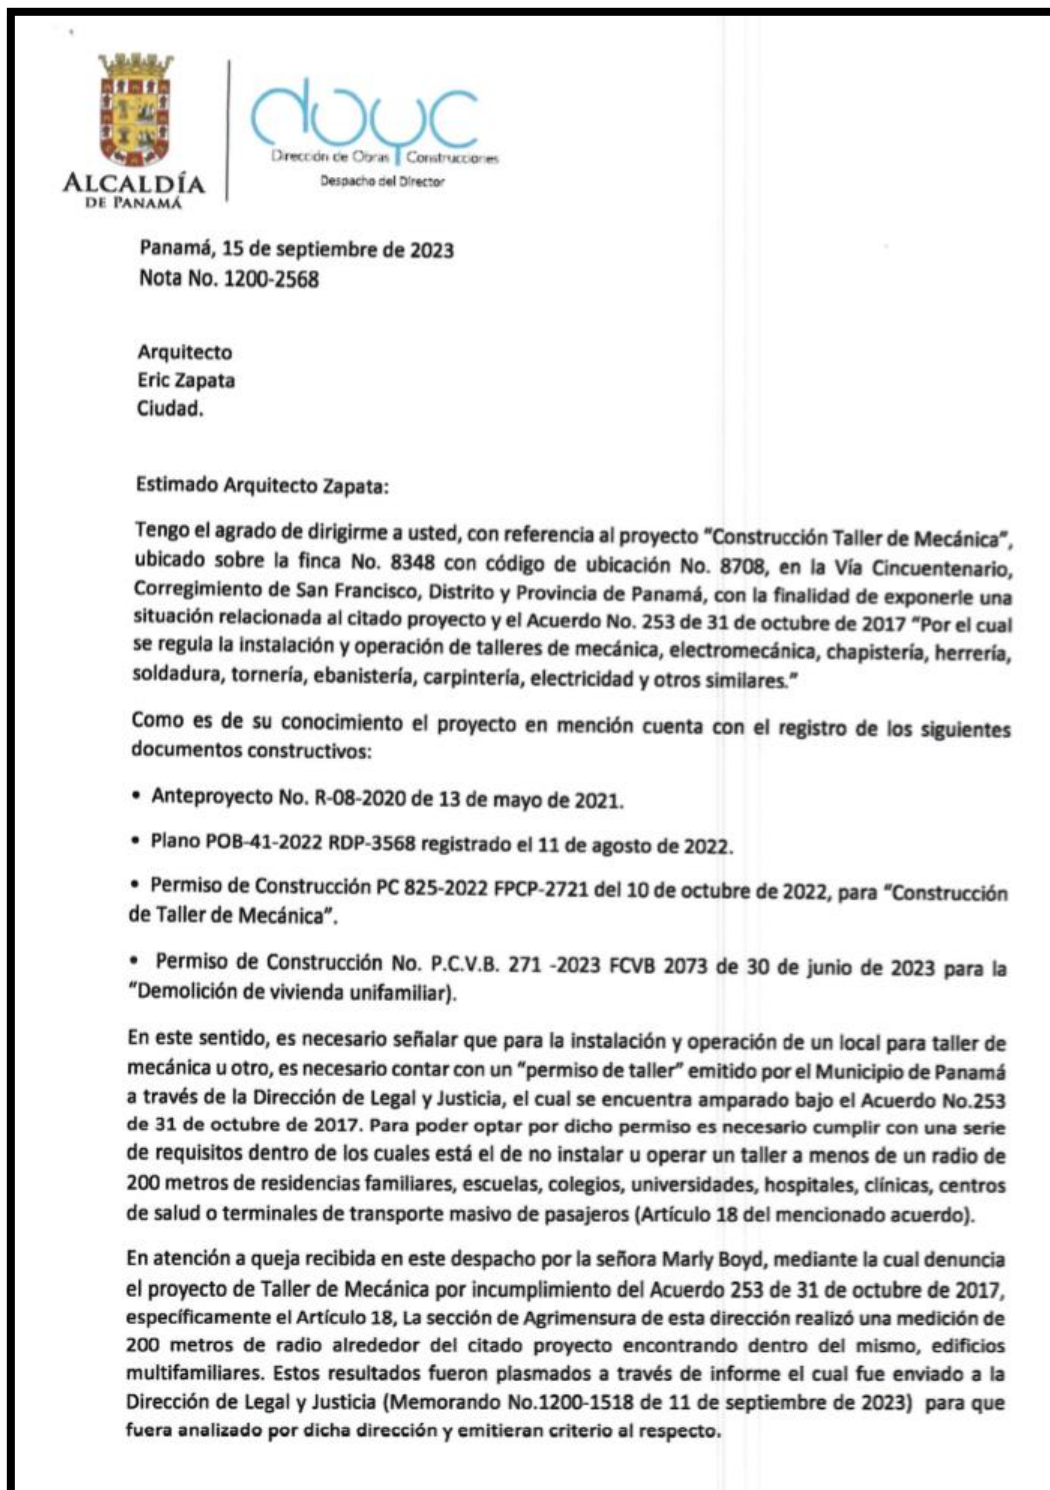 ALCALDÍA
DE PANAMÁ
doyc
Dirección de Obras y Construcciones
Despacho del Director
Panamá, 15 de septiembre de 2023
Nota No. 1200-2568
Arquitecto
Eric Zapata
Ciudad.
Estimado Arquitecto Zapata:
Tengo el agrado de dirigirme a usted, con referencia al proyecto "Construcción Taller de Mecánica",
ubicado sobre la finca No. 8348 con código de ubicación No. 8708, en la Vía Cincuentenario,
Corregimiento de San Francisco, Distrito y Provincia de Panamá, con la finalidad de exponerle una
situación relacionada al citado proyecto y el Acuerdo No. 253 de 31 de octubre de 2017 "Por el cual
se regula la instalación y operación de talleres de mecánica, electromecánica, chapistería, herrería,
soldadura, tornería, ebanistería, carpintería, electricidad y otros similares."
Como es de su conocimiento el proyecto en mención cuenta con el registro de los siguientes
documentos constructivos:
• Anteproyecto No. R-08-2020 de 13 de mayo de 2021.
• Plano POB-41-2022 RDP-3568 registrado el 11 de agosto de 2022.
• Permiso de Construcción PC 825-2022 FPCP-2721 del 10 de octubre de 2022, para "Construcción
de Taller de Mecánica".
• Permiso de Construcción No. P.C.V.B. 271 -2023 FCVB 2073 de 30 de junio de 2023 para la
"Demolición de vivienda unifamiliar).
En este sentido, es necesario señalar que para la instalación y operación de un local para taller de
mecánica u otro, es necesario contar con un "permiso de taller" emitido por el Municipio de Panamá
a través de la Dirección de Legal y Justicia, el cual se encuentra amparado bajo el Acuerdo No.253
de 31 de octubre de 2017. Para poder optar por dicho permiso es necesario cumplir con una serie
de requisitos dentro de los cuales está el de no instalar u operar un taller a menos de un radio de
200 metros de residencias familiares, escuelas, colegios, universidades, hospitales, clínicas, centros
de salud o terminales de transporte masivo de pasajeros (Artículo 18 del mencionado acuerdo).
En atención a queja recibida en este despacho por la señora Marly Boyd, mediante la cual denuncia
el proyecto de Taller de Mecánica por incumplimiento del Acuerdo 253 de 31 de octubre de 2017,
específicamente el Artículo 18, La sección de Agrimensura de esta dirección realizó una medición de
200 metros de radio alrededor del citado proyecto encontrando dentro del mismo, edificios
multifamiliares. Estos resultados fueron plasmados a través de informe el cual fue enviado a la
Dirección de Legal y Justicia (Memorando No.1200-1518 de 11 de septiembre de 2023) para que
fuera analizado por dicha dirección y emitieran criterio al respecto.